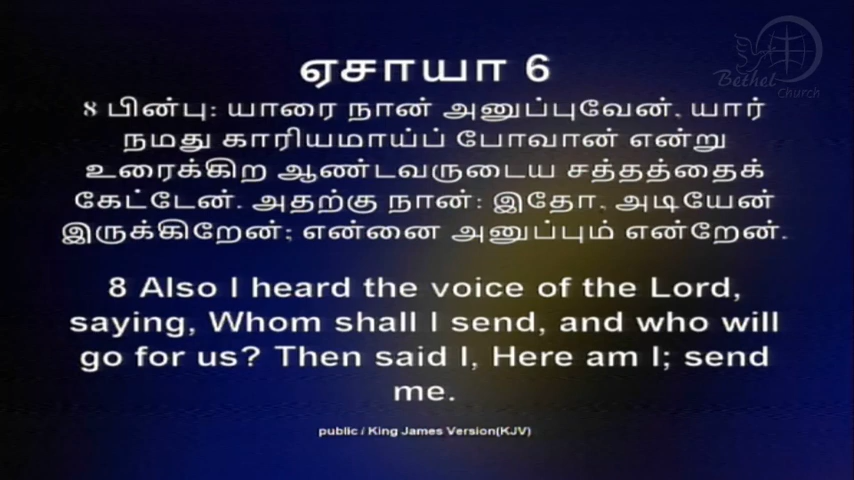 Bethel
Church
ஏசாயா 6
8 பின்பு: யாரை நான் அனுப்புவேன், யார்
நமது காரியமாய்ப் போவான் என்று
உரைக்கிற ஆண்டவருடைய சத்தத்தைக்
கேட்டேன். அதற்கு நான்: இதோ, அடியேன்
இருக்கிறேன்; என்னை அனுப்பும் என்றேன்.
8 Also I heard the voice of the Lord,
saying, Whom shall I send, and who will
go for us? Then said I, Here am I; send
me.
public / King James Version(KJV)